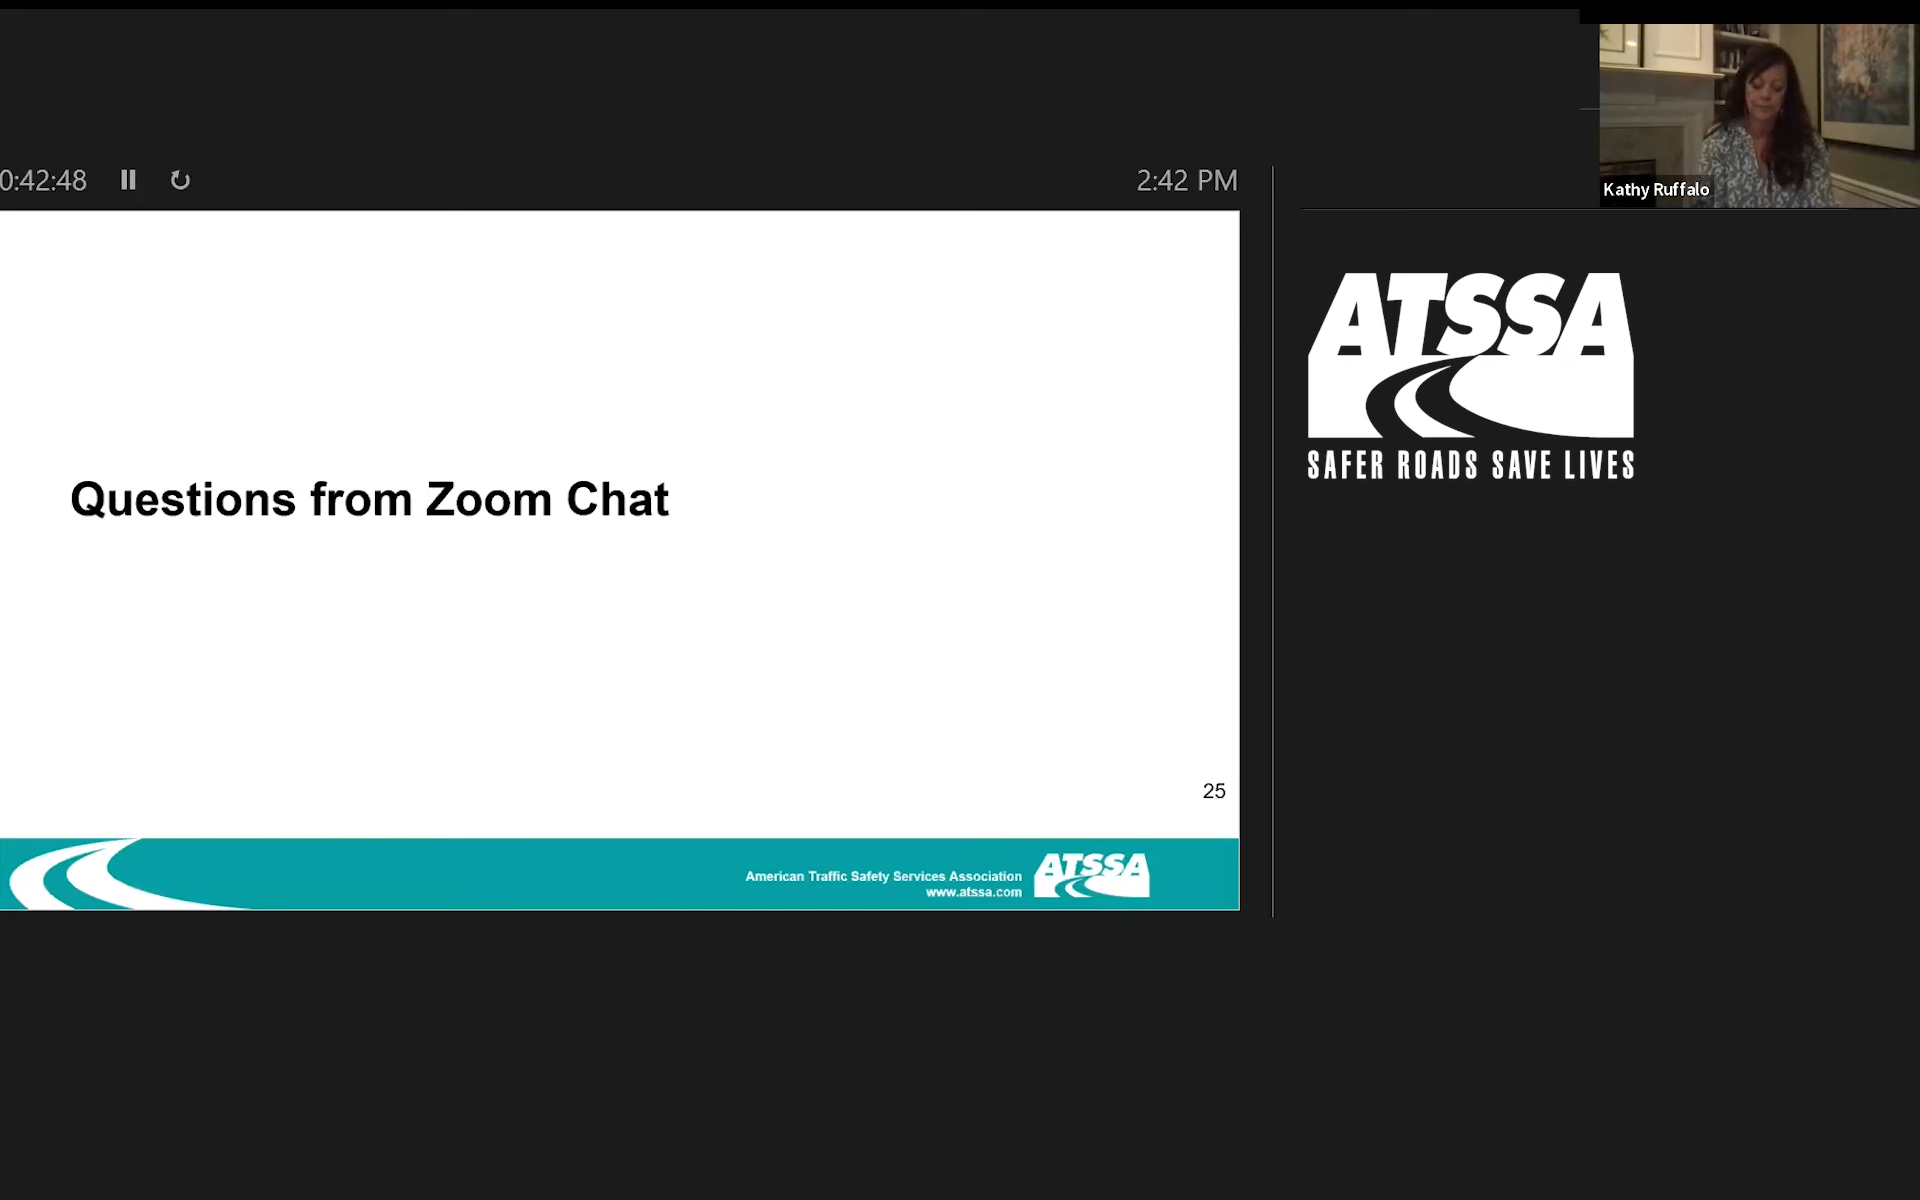 0:42:48
2:42 PM
Kathy Ruffalo
ATSSA
SAFER ROADS SAVE LIVES
Questions from Zoom Chat
25
American Traffic Safety Services Association
www.atssa.com
ATSSA